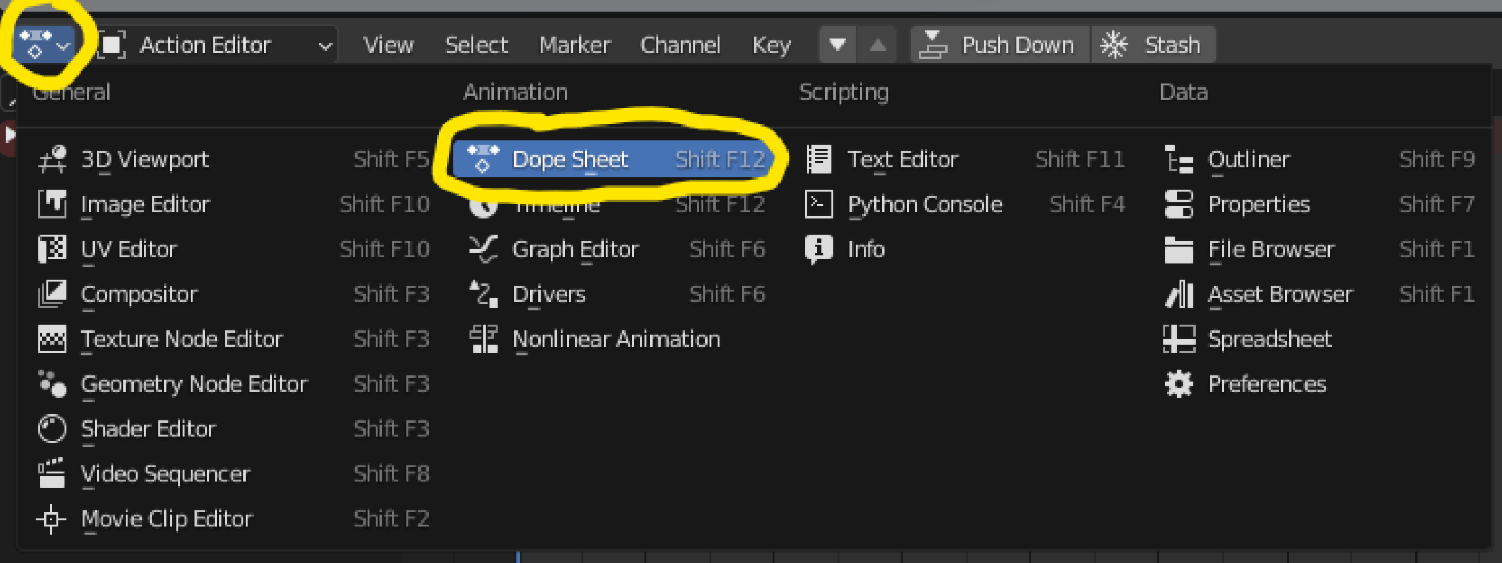 Action Editor View Select Marker Channel Key Push Down Stash
General Animation Scripting Data
3D Viewport Shift F5 Dope Sheet Shift F12 Text Editor Shift F11 Outliner Shift F9
Image Editor Shift F10 Timeline Shift F12 Python Console Shift F4 Properties Shift F7
UV Editor Shift F10 Graph Editor Shift F6 Info File Browser Shift F1
Compositor Shift F3 Drivers Shift F6 Asset Browser Shift F1
Texture Node Editor Shift F3 Nonlinear Animation Spreadsheet
Geometry Node Editor Shift F3 Preferences
Shader Editor Shift F3
Video Sequencer Shift F8
Movie Clip Editor Shift F2